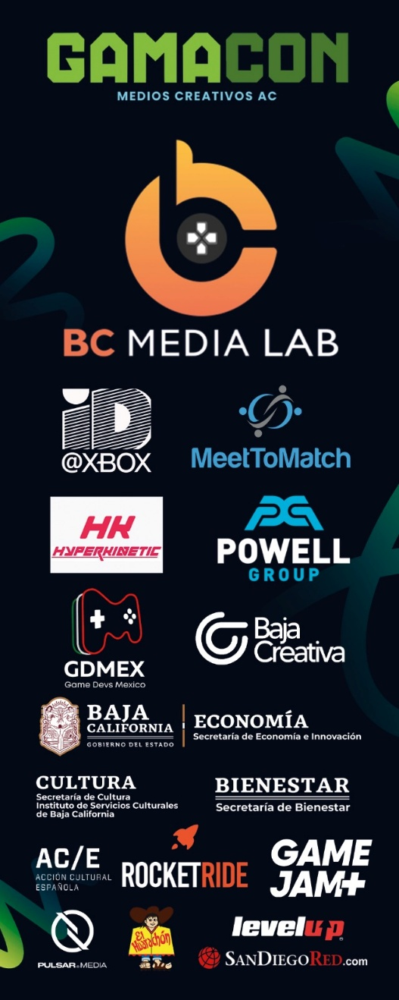 GAMACON
MEDIOS CREATIVOS AC
BC MEDIA LAB
iD
@XBOX
MeetToMatch
HK
HYPERKINETIC
POWELL
GROUP
GDMEX
Game Devs Mexico
Baja
Creativa
BAJA
CALIFORNIA
GOBIERNO DEL ESTADO
ECONOMÍA
Secretaría de Economía e Innovación
CULTURA
Secretaría de Cultura
Instituto de Servicios Culturales
de Baja California
BIENESTAR
Secretaría de Bienestar
AC/E
ACCIÓN CULTURAL
ESPAÑOLA
ROCKETRIDE
GAME
JAM+
PULSAR MEDIA
El
Huarachón
levelup
SANDIEGORED.com